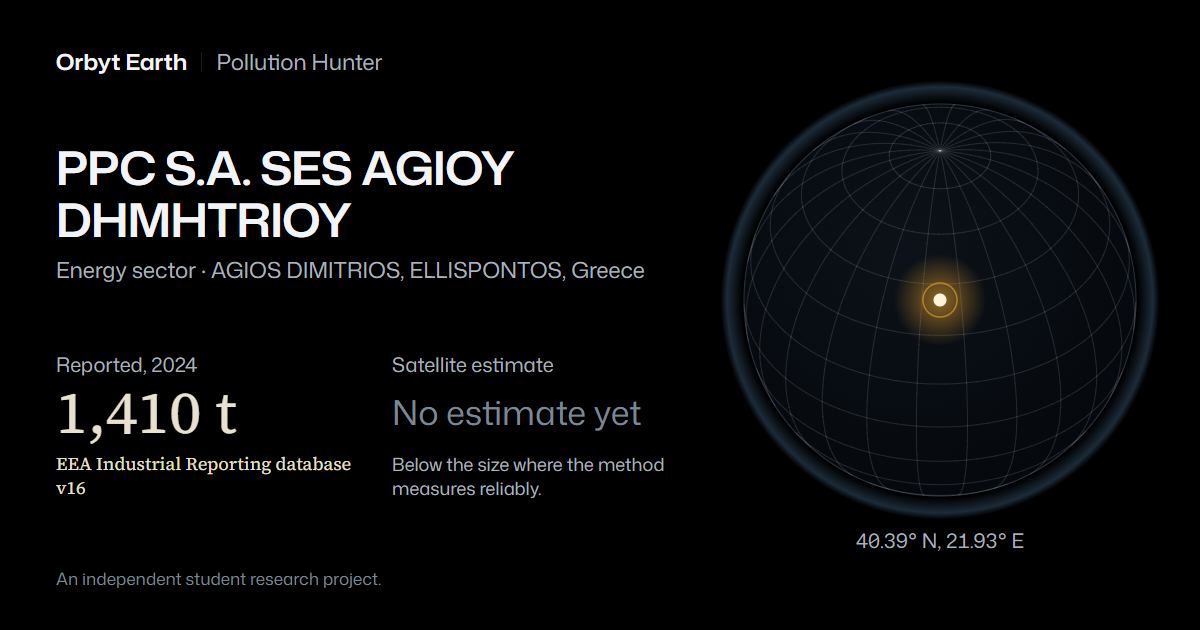 Orbyt Earth | Pollution Hunter
PPC S.A. SES AGIOY
DHMHTRIOY
Energy sector · AGIOS DIMITRIOS, ELLISPONTOS, Greece
Reported, 2024
1,410 t
EEA Industrial Reporting database
v16
Satellite estimate
No estimate yet
Below the size where the method
measures reliably.
40.39° N, 21.93° E
An independent student research project.